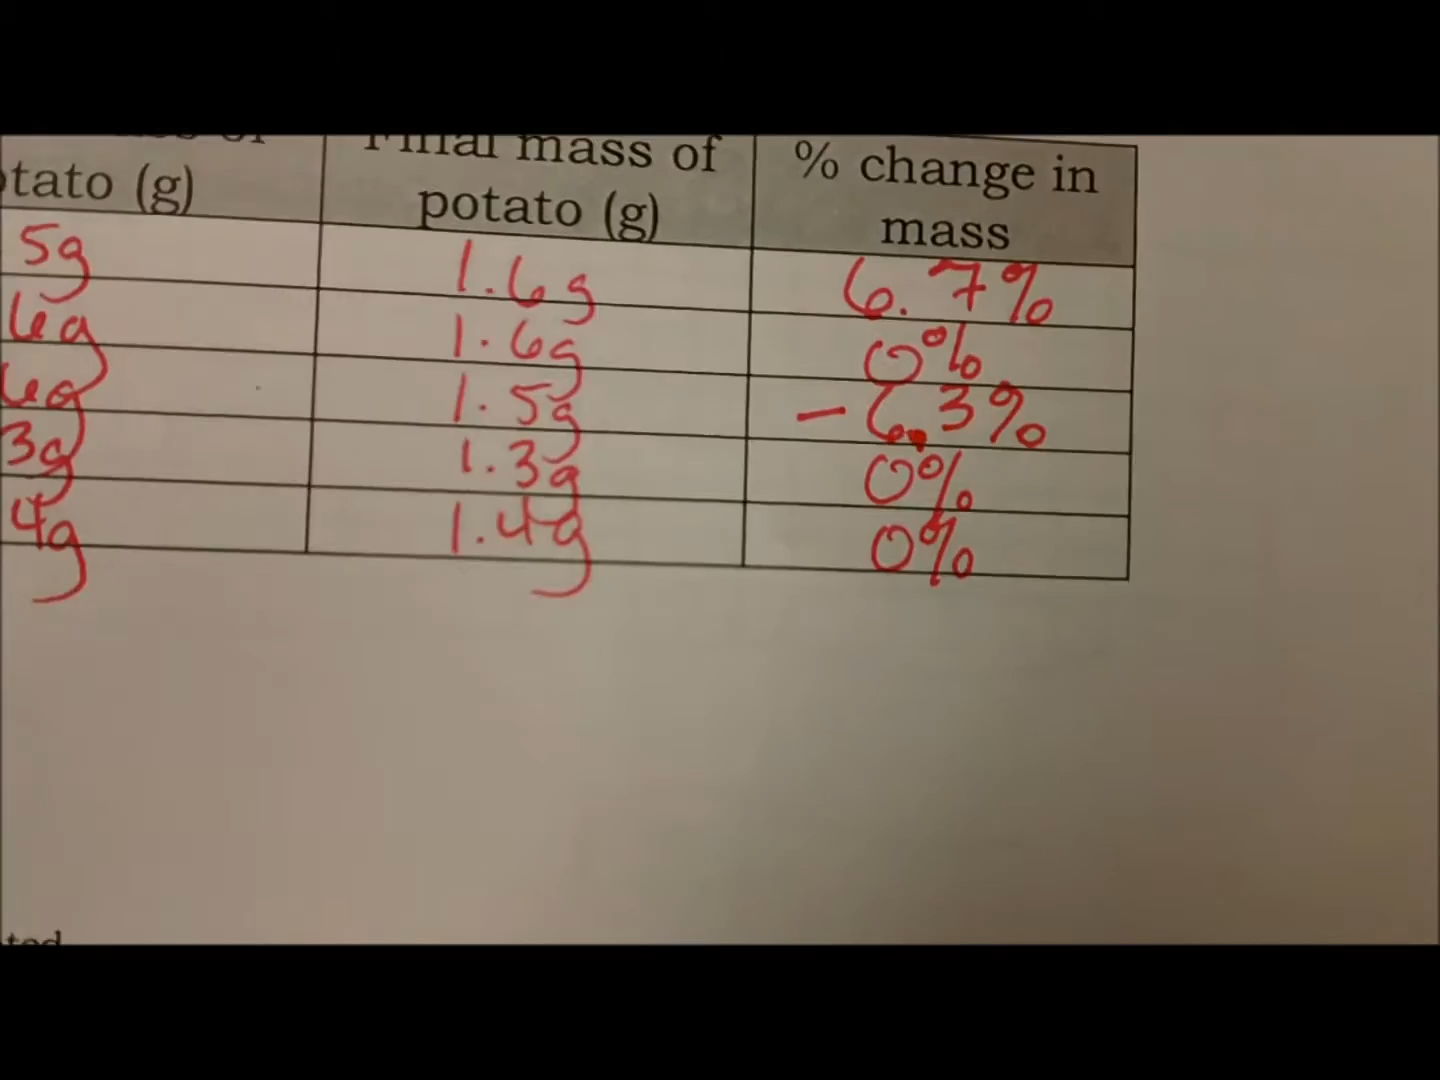 tato (g)
Final mass of
potato (g)
% change in
mass
5g 1.6g 6.7%
6g 1.6g 0%
6g 1.5g -6.3%
3g 1.3g 0%
4g 1.4g 0%